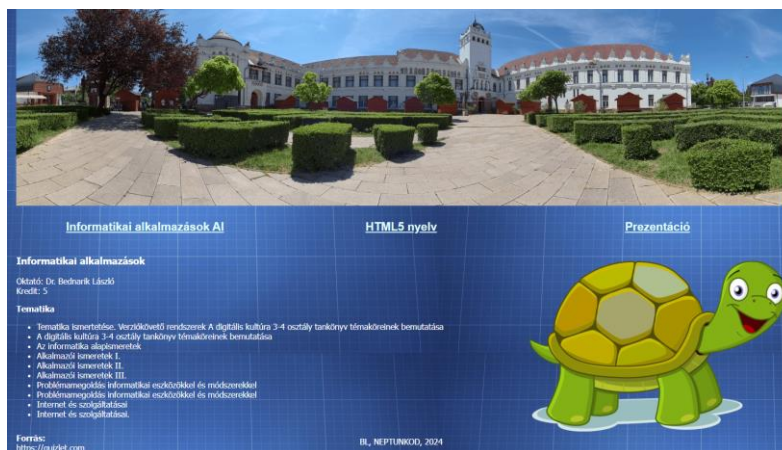 Informatikai alkalmazások AI
HTML5 nyelv
Prezentáció
Informatikai alkalmazások
Oktató: Dr. Bednarik László
Kredit: 5
Tematika
Tematika ismertetése. Verziókövető rendszerek A digitális kultúra 3-4 osztály tankönyv témaköreinek bemutatása
A digitális kultúra 3-4 osztály tankönyv témaköreinek bemutatása
Az informatika alapismeretek
Alkalmazói ismeretek I.
Alkalmazói ismeretek II.
Alkalmazói ismeretek III.
Problémamegoldás informatikai eszközökkel és módszerekkel
Problémamegoldás informatikai eszközökkel és módszerekkel
Internet és szolgáltatásai
Internet és szolgáltatásai.
Forrás:
https://quizlet.com
BL, NEPTUNKOD, 2024